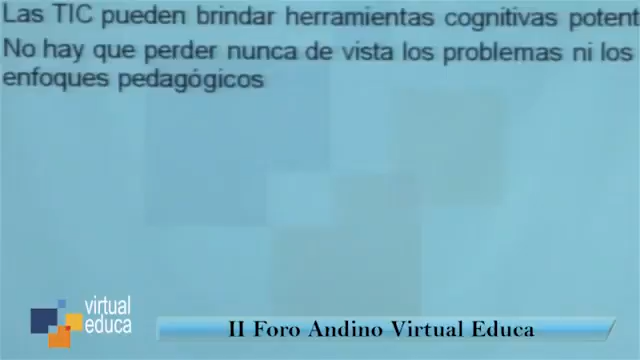 Las TIC pueden brindar herramientas cognitivas potent
No hay que perder nunca de vista los problemas ni los
enfoques pedagógicos
virtual
educa
II Foro Andino Virtual Educa